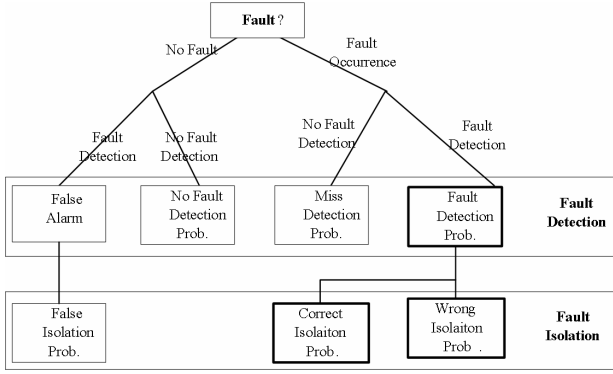 Fault ?
No Fault
Fault
Occurrence
Fault
Detection
No Fault
Detection
No Fault
Detection
Fault
Detection
False
Alarm
No Fault
Detection
Prob.
Miss
Detection
Prob.
Fault
Detection
Prob.
Fault
Detection
False
Isolation
Prob.
Correct
Isolaiton
Prob.
Wrong
Isolaiton
Prob .
Fault
Isolation